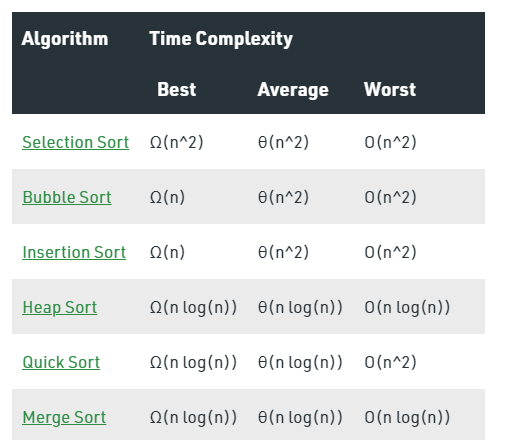 Algorithm Time Complexity
Best Average Worst
Selection Sort Ω(n^2) θ(n^2) O(n^2)
Bubble Sort Ω(n) θ(n^2) O(n^2)
Insertion Sort Ω(n) θ(n^2) O(n^2)
Heap Sort Ω(n log(n)) θ(n log(n)) O(n log(n))
Quick Sort Ω(n log(n)) θ(n log(n)) O(n^2)
Merge Sort Ω(n log(n)) θ(n log(n)) O(n log(n))